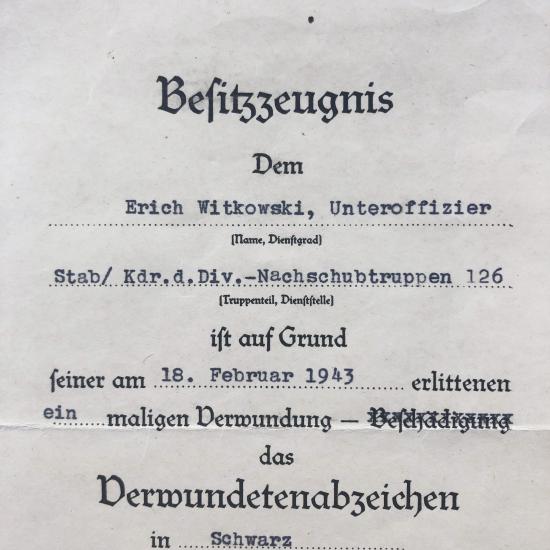 Besitzzeugnis
Dem
Erich Witkowski, Unteroffizier
(Name, Dienstgrad)
Stab/ Kdr.d.Div.-Nachschubtruppen 126
(Truppenteil, Dienststelle)
ist auf Grund
seiner am 18. Februar 1943 erlittenen
ein maligen Verwundung – Beschädigung
das
Verwundetenabzeichen
in Schwarz